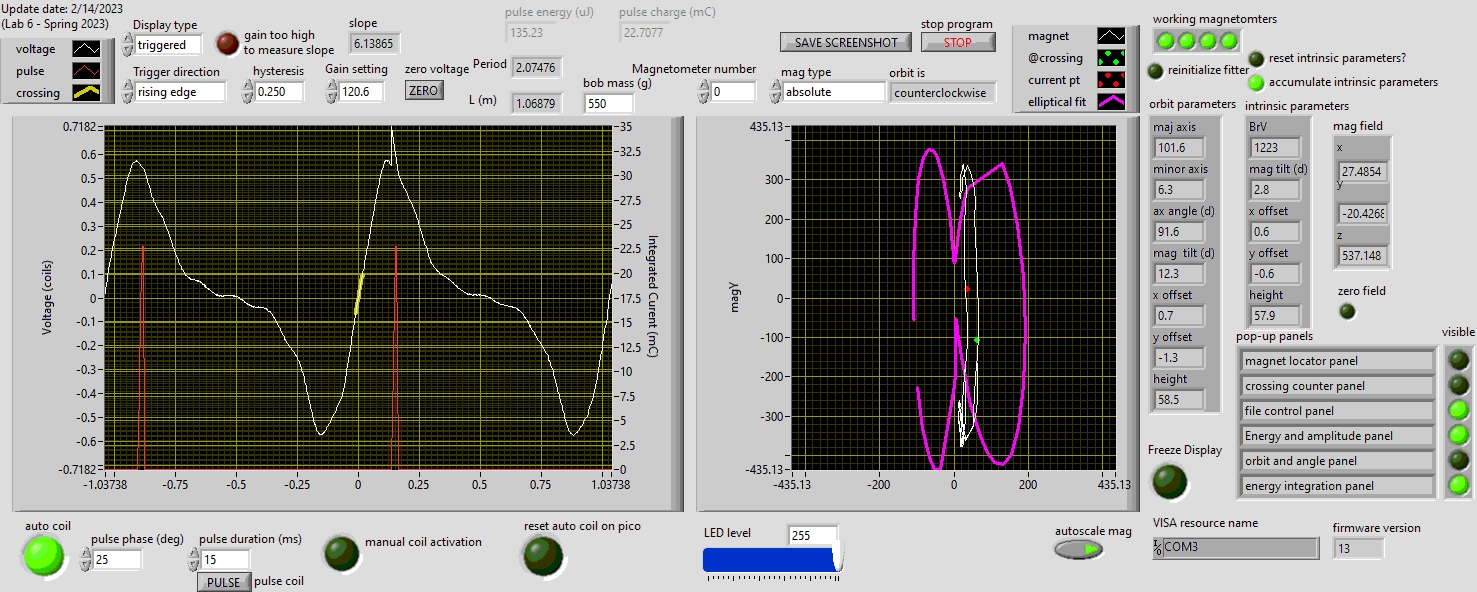 Update date: 2/14/2023
(Lab 6 - Spring 2023)
voltage
pulse
crossing
Display type
triggered
gain too high
to measure slope
slope
6.13865
Trigger direction
rising edge
hysteresis
0.250
Gain setting
120.6
zero voltage
ZERO
pulse energy (uJ)
135.23
pulse charge (mC)
22.7077
Period
2.07476
L (m)
1.06879
bob mass (g)
550
SAVE SCREENSHOT
stop program
STOP
Magnetometer number
0
mag type
absolute
orbit is
counterclockwise
magnet
@crossing
current pt
elliptical fit
working magnetomters
reinitialize fitter
reset intrinsic parameters?
accumulate intrinsic parameters
orbit parameters
maj axis
101.6
minor axis
6.3
ax angle (d)
91.6
mag tilt (d)
12.3
x offset
0.7
y offset
-1.3
height
58.5
intrinsic parameters
BrV
1223
mag tilt (d)
2.8
x offset
0.6
y offset
-0.6
height
57.9
mag field
x
27.4854
y
-20.4268
z
537.148
zero field
pop-up panels
visible
magnet locator panel
crossing counter panel
file control panel
Energy and amplitude panel
orbit and angle panel
energy integration panel
Freeze Display
Voltage (coils)
0.7182
0.6
0.5
0.4
0.3
0.2
0.1
0
-0.1
-0.2
-0.3
-0.4
-0.5
-0.6
-0.7182
-1.03738
-0.75
-0.5
-0.25
0
0.25
0.5
0.75
1.03738
35
32.5
30
27.5
25
22.5
20
17.5
15
12.5
10
7.5
5
2.5
0
Integrated Current (mC)
magY
435.13
300
200
100
0
-100
-200
-300
-435.13
-435.13
-200
0
200
435.13
auto coil
pulse phase (deg)
25
pulse duration (ms)
15
PULSE
pulse coil
manual coil activation
reset auto coil on pico
LED level
255
autoscale mag
VISA resource name
COM3
firmware version
13